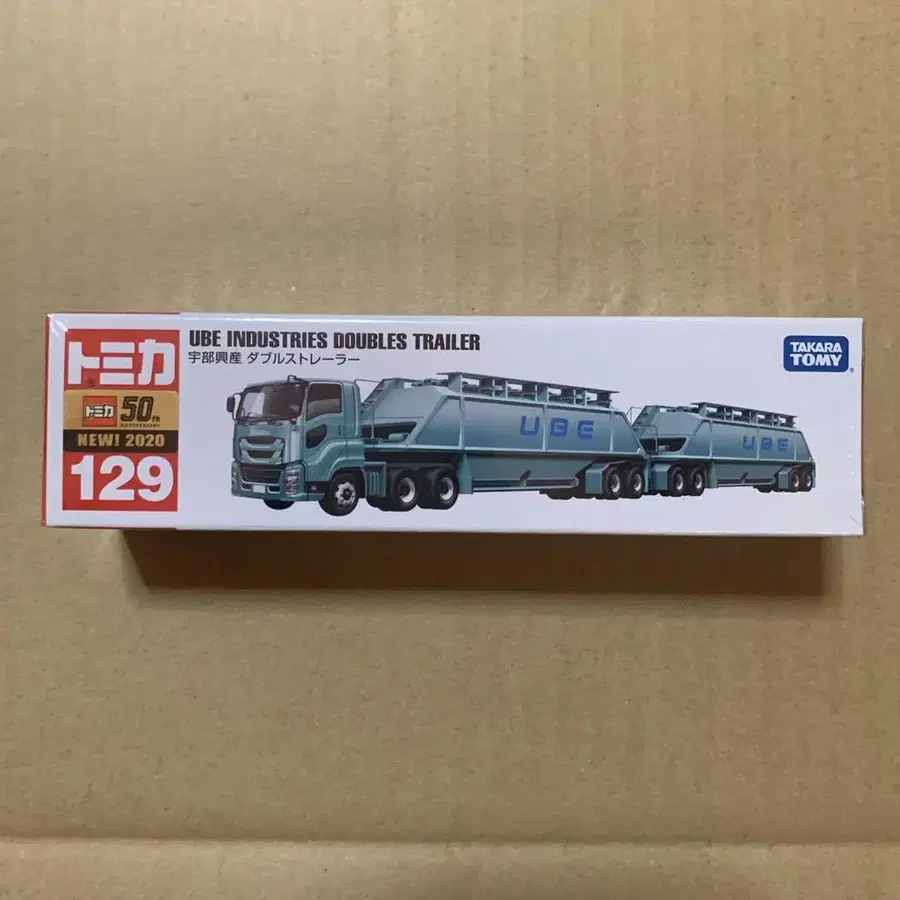 UBE INDUSTRIES DOUBLES TRAILER
宇部興産 ダブルストレーラー
トミカ
トミカ 50th
ANNIVERSARY
NEW! 2020
129
UBE
UBE
TAKARA
TOMY